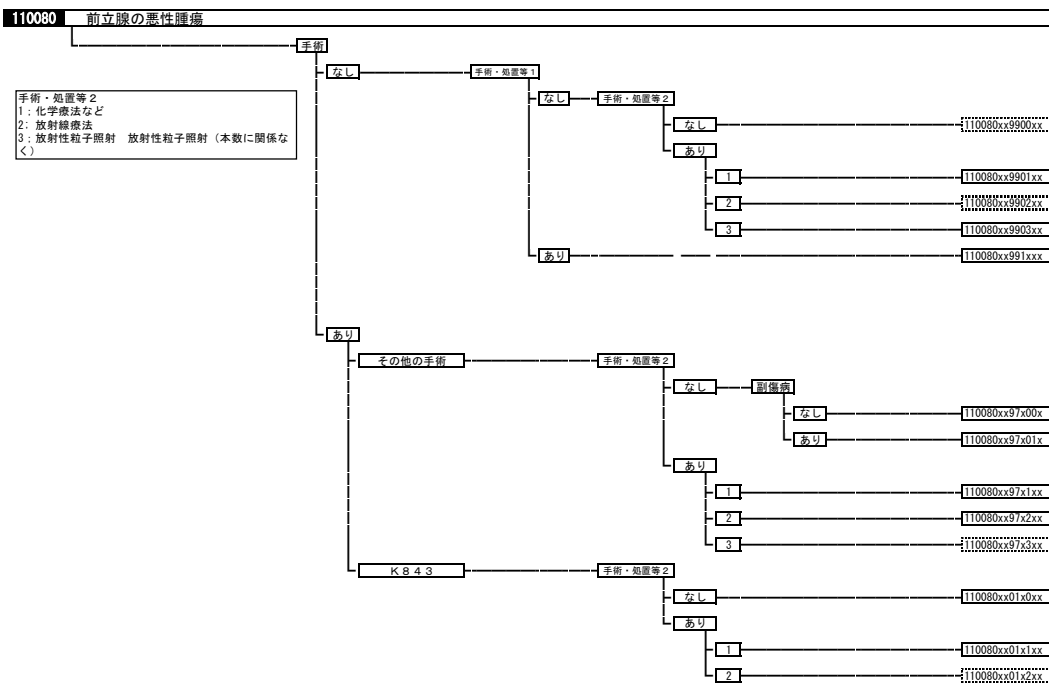 110080 前立腺の悪性腫瘍
手術
なし 手術・処置等1
手術・処置等2
1；化学療法など
2：放射線療法
3；放射性粒子照射　放射性粒子照射（本数に関係な
く）
なし 手術・処置等2
なし 110080xx9900xx
あり
1 110080xx9901xx
2 110080xx9902xx
3 110080xx9903xx
あり 110080xx991xxx
あり
その他の手術 手術・処置等2
なし 副傷病
なし 110080xx97x00x
あり 110080xx97x01x
あり
1 110080xx97x1xx
2 110080xx97x2xx
3 110080xx97x3xx
K843 手術・処置等2
なし 110080xx01x0xx
あり
1 110080xx01x1xx
2 110080xx01x2xx